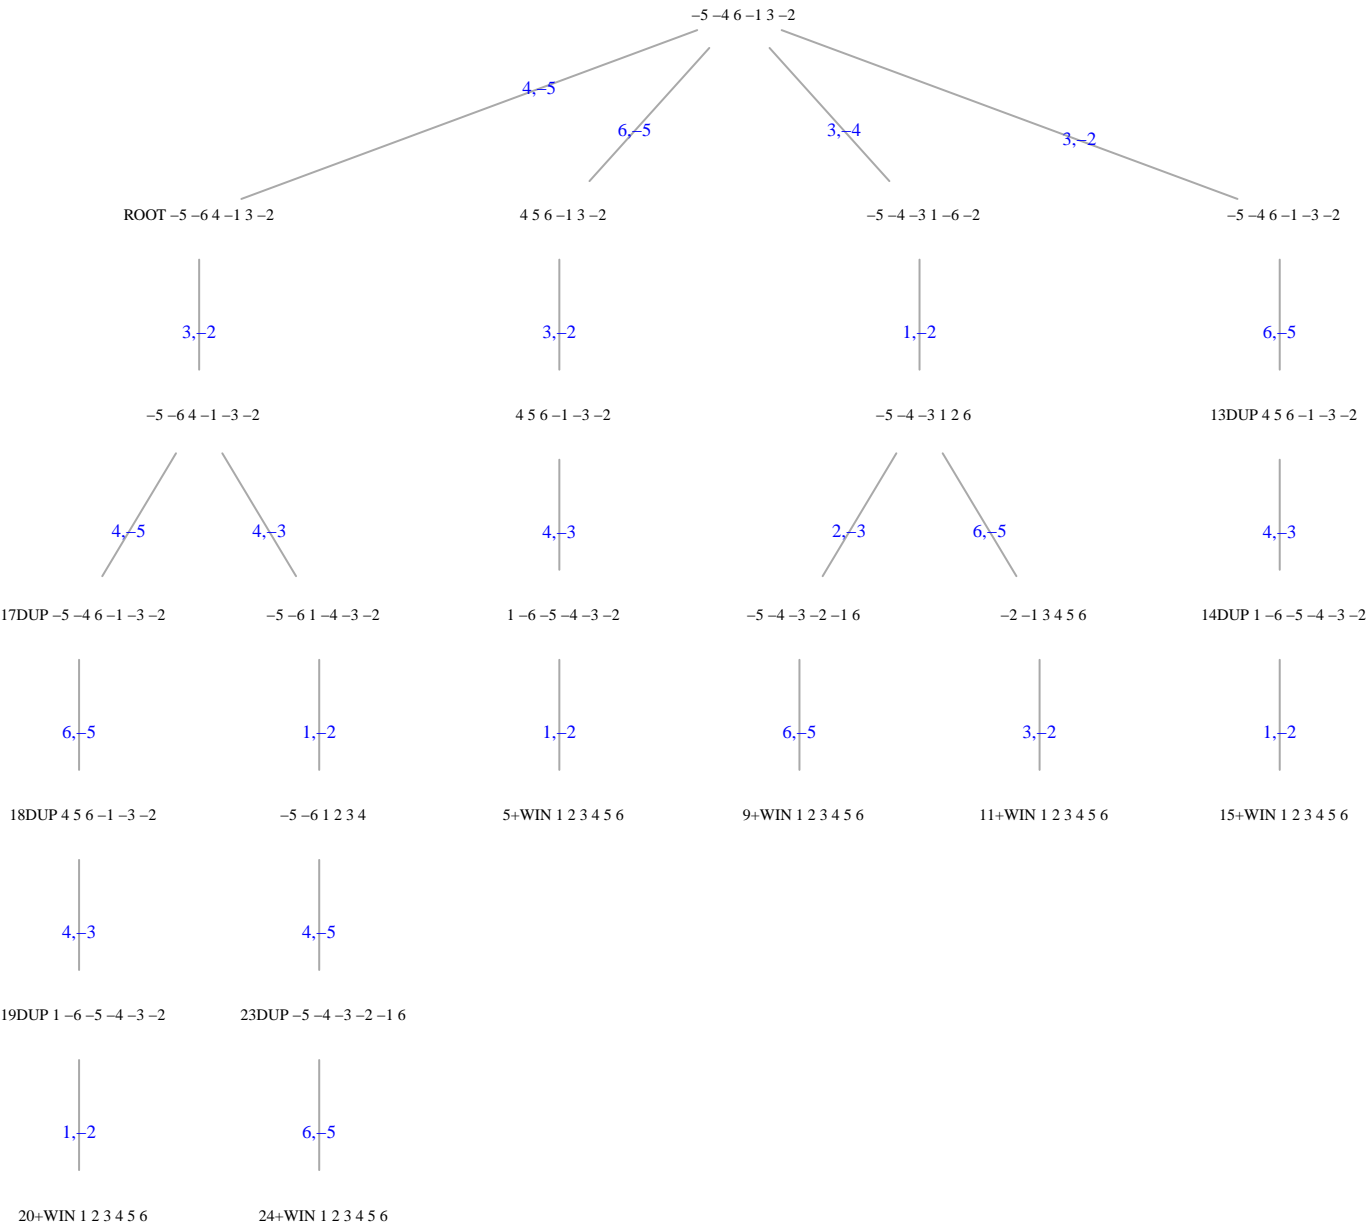 −5 −4 6 −1 3 −2
4,−5
6,−5
3,−4
3,−2
ROOT −5 −6 4 −1 3 −2
4 5 6 −1 3 −2
−5 −4 −3 1 −6 −2
−5 −4 6 −1 −3 −2
3,−2
3,−2
1,−2
6,−5
−5 −6 4 −1 −3 −2
4 5 6 −1 −3 −2
−5 −4 −3 1 2 6
13DUP 4 5 6 −1 −3 −2
4,−5
4,−3
4,−3
2,−3
6,−5
4,−3
17DUP −5 −4 6 −1 −3 −2
−5 −6 1 −4 −3 −2
1 −6 −5 −4 −3 −2
−5 −4 −3 −2 −1 6
−2 −1 3 4 5 6
14DUP 1 −6 −5 −4 −3 −2
6,−5
1,−2
1,−2
6,−5
3,−2
1,−2
18DUP 4 5 6 −1 −3 −2
−5 −6 1 2 3 4
5+WIN 1 2 3 4 5 6
9+WIN 1 2 3 4 5 6
11+WIN 1 2 3 4 5 6
15+WIN 1 2 3 4 5 6
4,−3
4,−5
19DUP 1 −6 −5 −4 −3 −2
23DUP −5 −4 −3 −2 −1 6
1,−2
6,−5
20+WIN 1 2 3 4 5 6
24+WIN 1 2 3 4 5 6